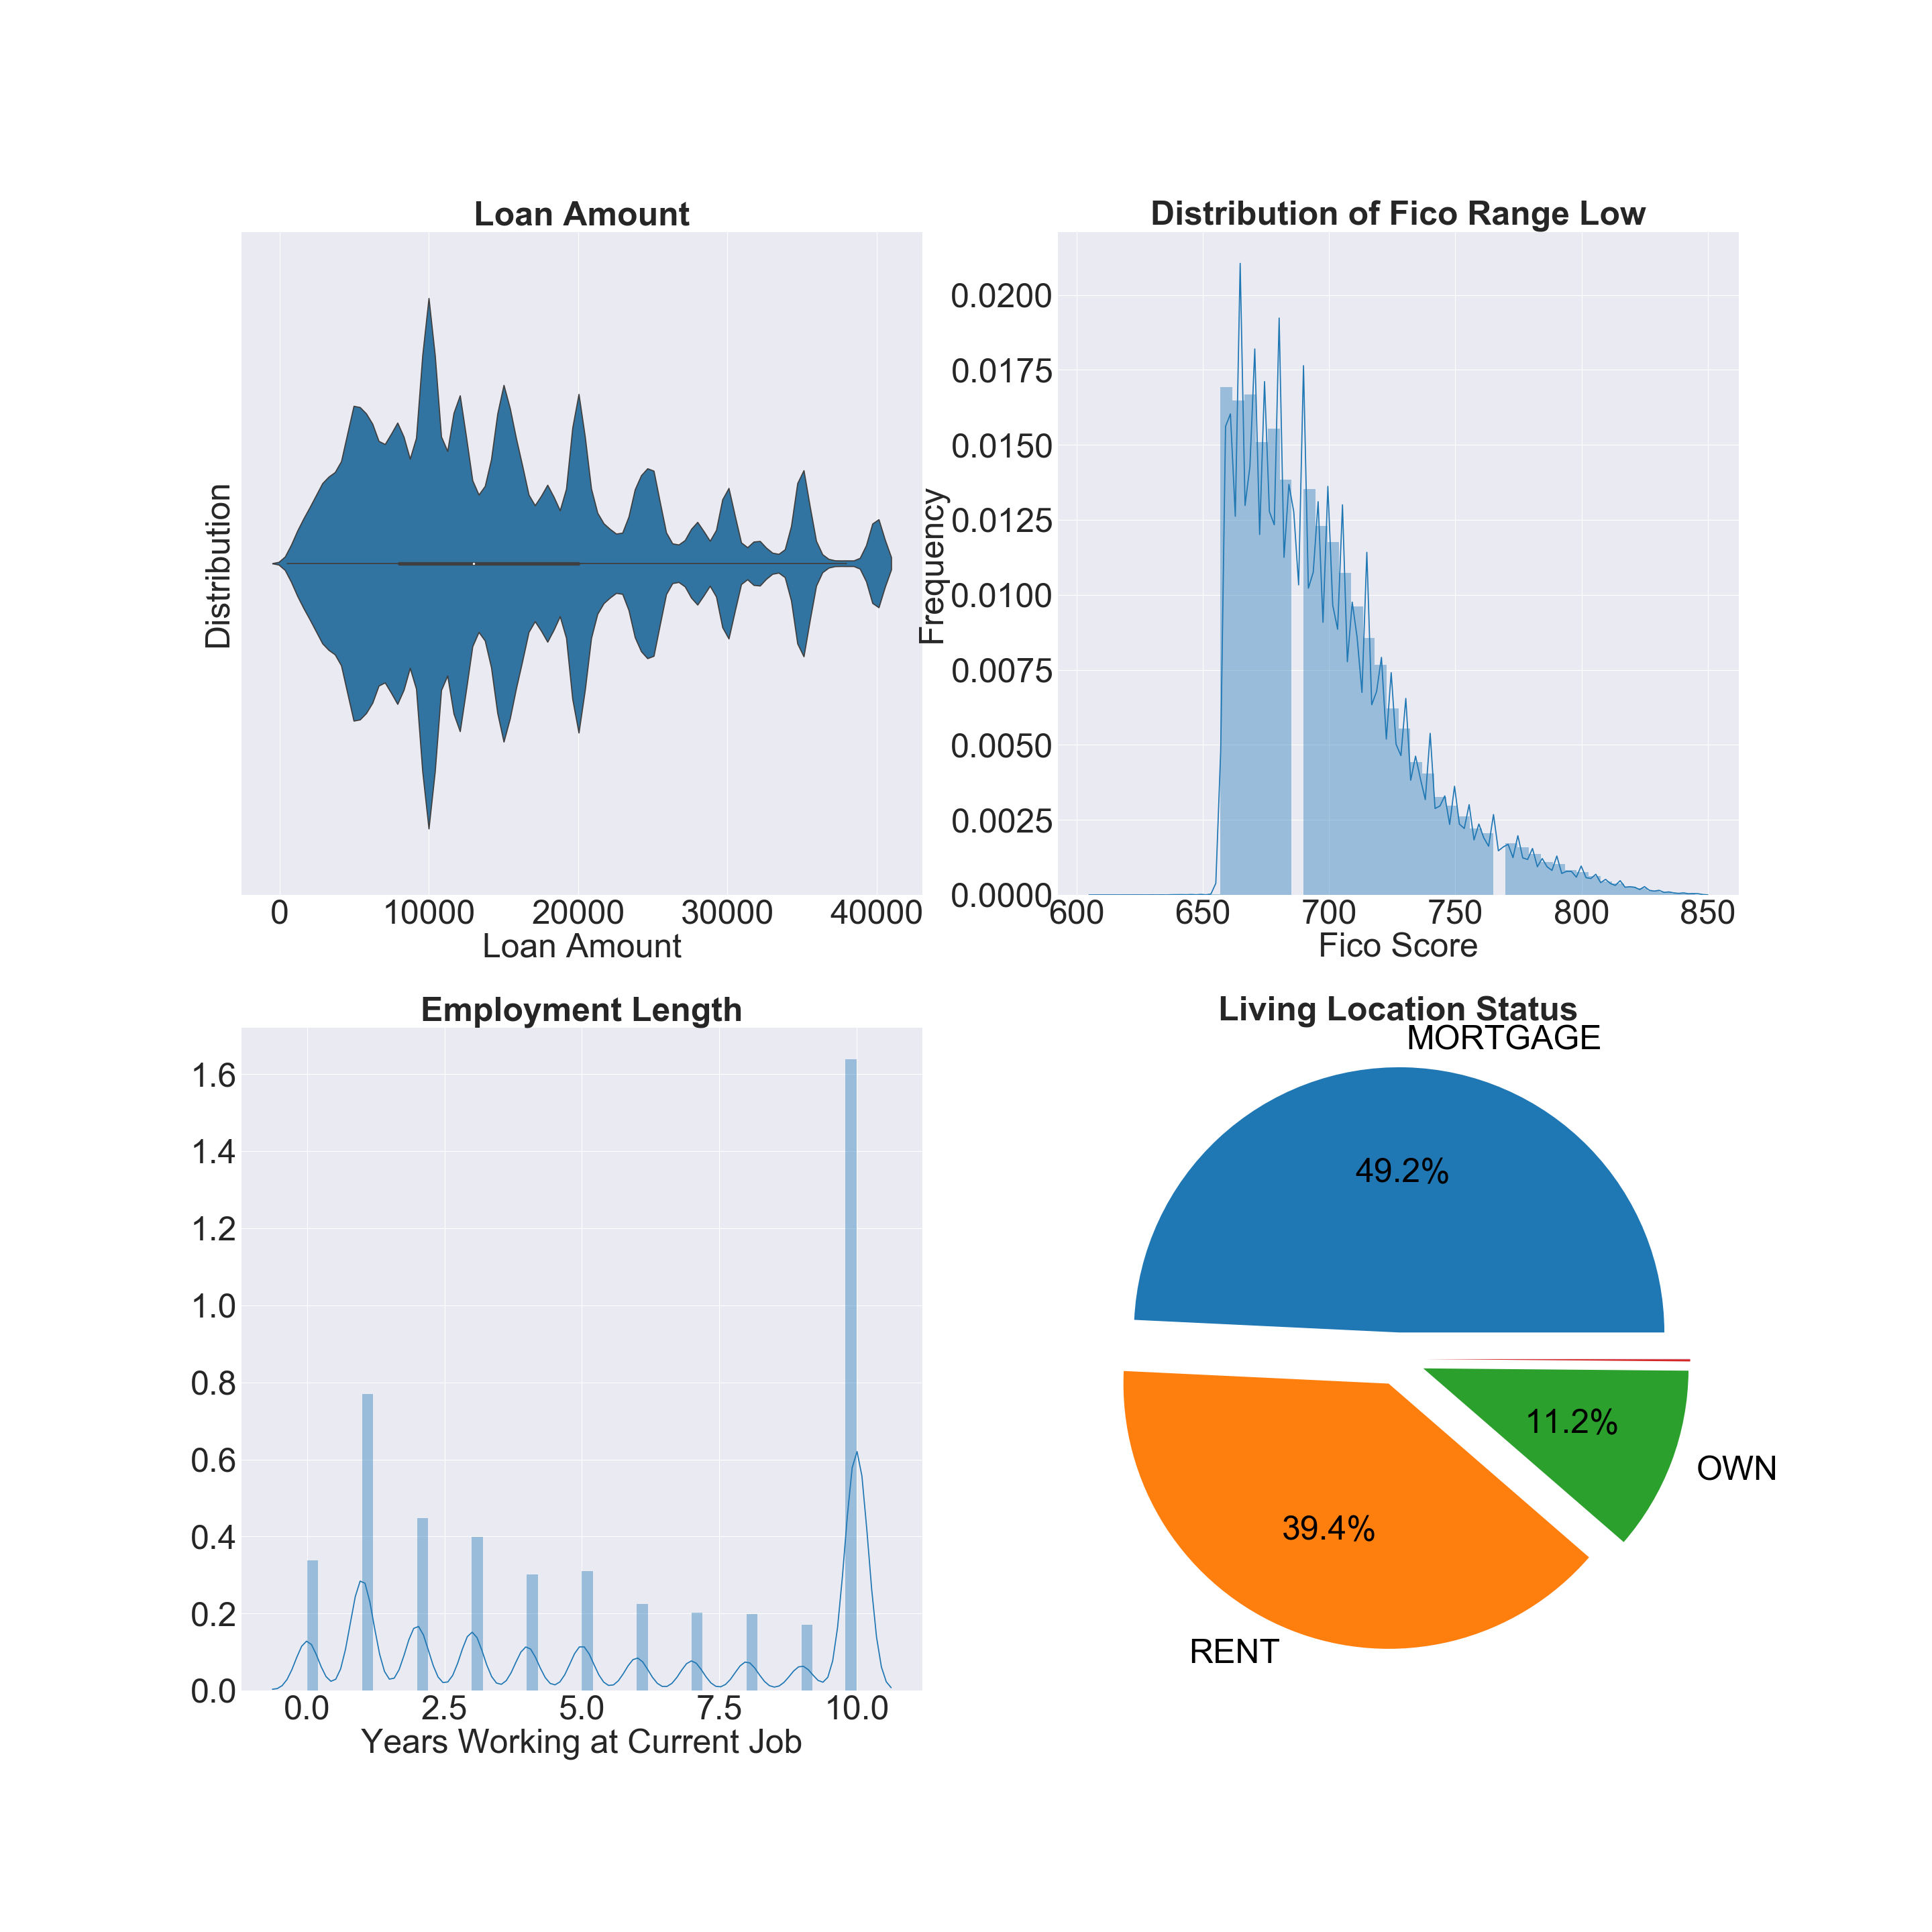 Loan Amount
Distribution
0 10000 20000 30000 40000
Loan Amount
Distribution of Fico Range Low
0.0200
0.0175
0.0150
0.0125
0.0100
0.0075
0.0050
0.0025
0.0000
Frequency
600 650 700 750 800 850
Fico Score
Employment Length
1.6
1.4
1.2
1.0
0.8
0.6
0.4
0.2
0.0
0.0 2.5 5.0 7.5 10.0
Years Working at Current Job
Living Location Status
MORTGAGE
49.2%
11.2%
OWN
39.4%
RENT